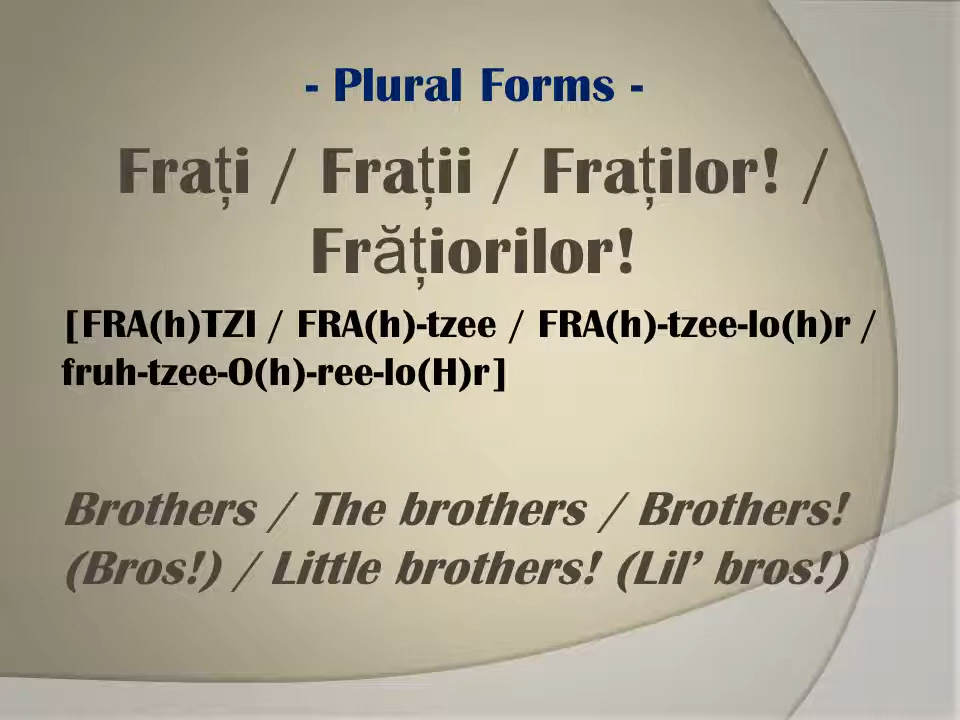 - Plural Forms -
Frați / Frații / Fraților! /
Frățiorilor!
[FRA(h)TZI / FRA(h)-tzee / FRA(h)-tzee-lo(h)r /
fruh-tzee-O(h)-ree-lo(H)r]
Brothers / The brothers / Brothers!
(Bros!) / Little brothers! (Lil’ bros!)